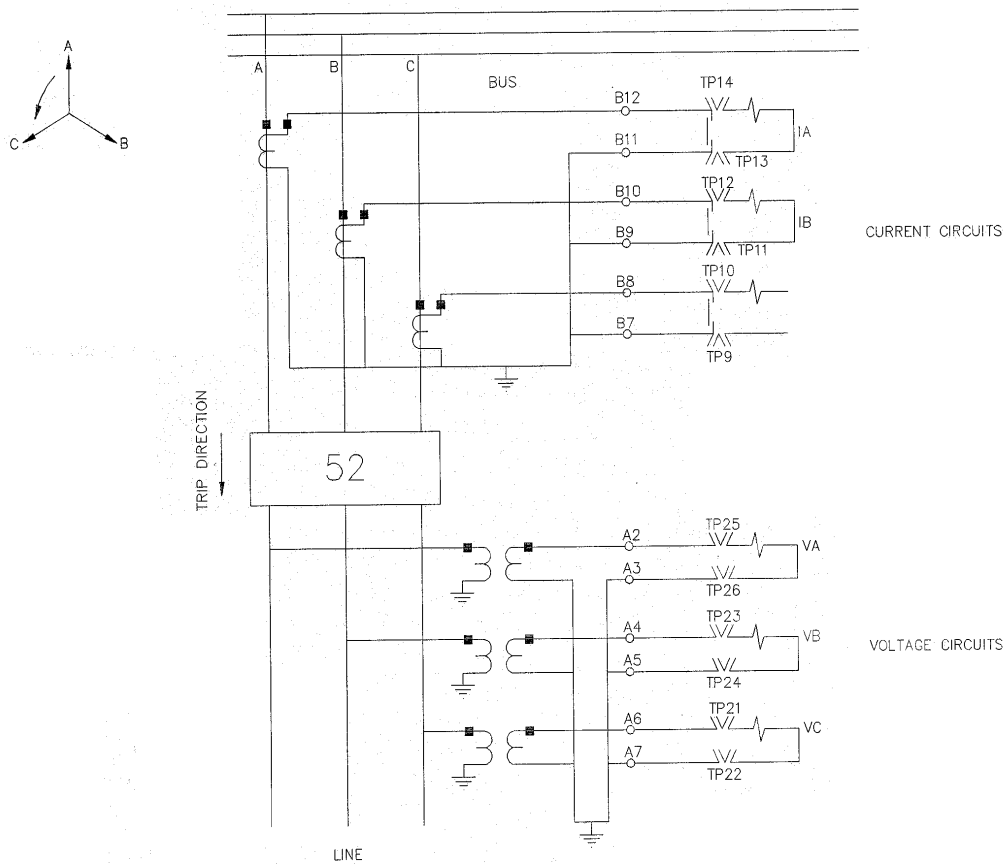 A
C
B
A
B
C
BUS
B12
TP14
IA
B11
TP13
B10
TP12
IB
B9
TP11
CURRENT CIRCUITS
B8
TP10
B7
TP9
TRIP DIRECTION
52
A2
TP25
VA
A3
TP26
A4
TP23
VB
VOLTAGE CIRCUITS
A5
TP24
A6
TP21
VC
A7
TP22
LINE